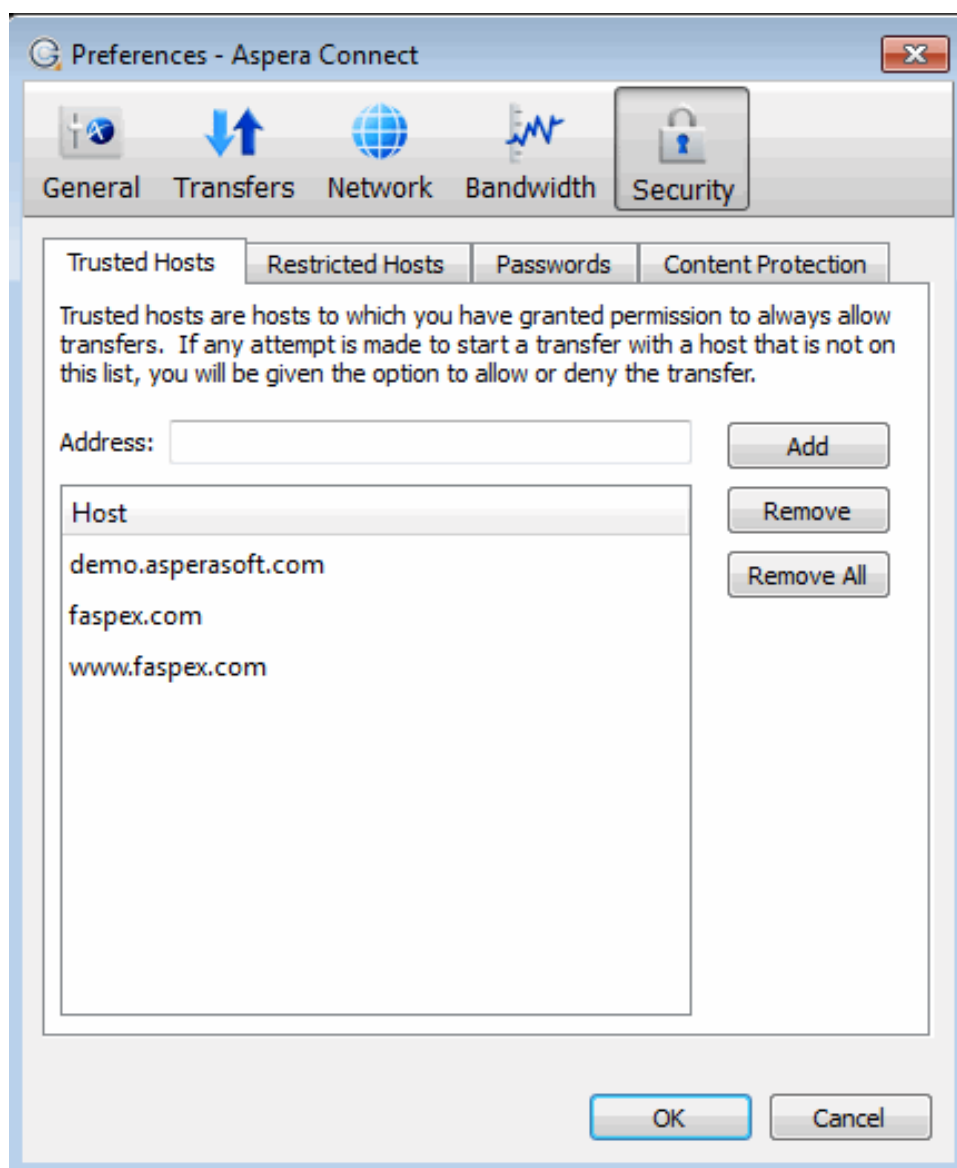 Preferences - Aspera Connect
General Transfers Network Bandwidth Security
Trusted Hosts Restricted Hosts Passwords Content Protection
Trusted hosts are hosts to which you have granted permission to always allow
transfers. If any attempt is made to start a transfer with a host that is not on
this list, you will be given the option to allow or deny the transfer.
Address: Add
Host Remove
demo.asperasoft.com Remove All
faspex.com
www.faspex.com
OK Cancel